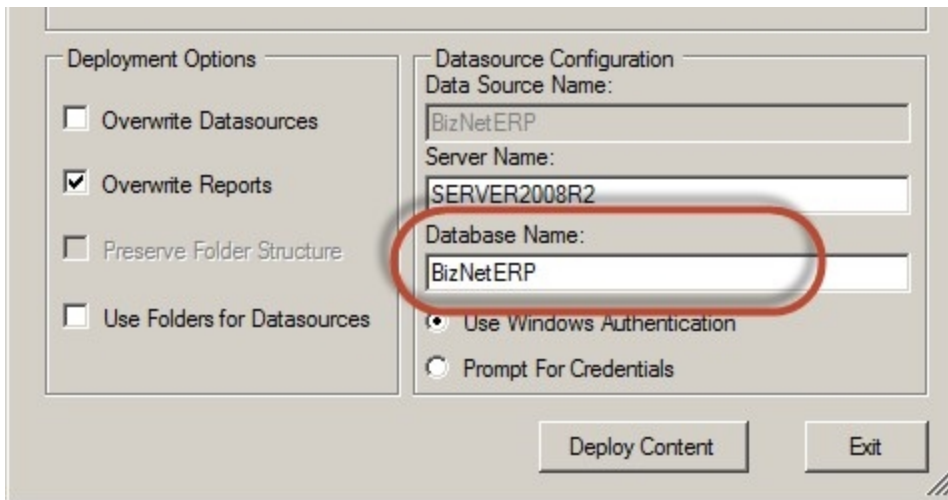 Deployment Options
Overwrite Datasources
Overwrite Reports
Preserve Folder Structure
Use Folders for Datasources
Datasource Configuration
Data Source Name:
BizNetERP
Server Name:
SERVER2008R2
Database Name:
BizNetERP
Use Windows Authentication
Prompt For Credentials
Deploy Content
Exit